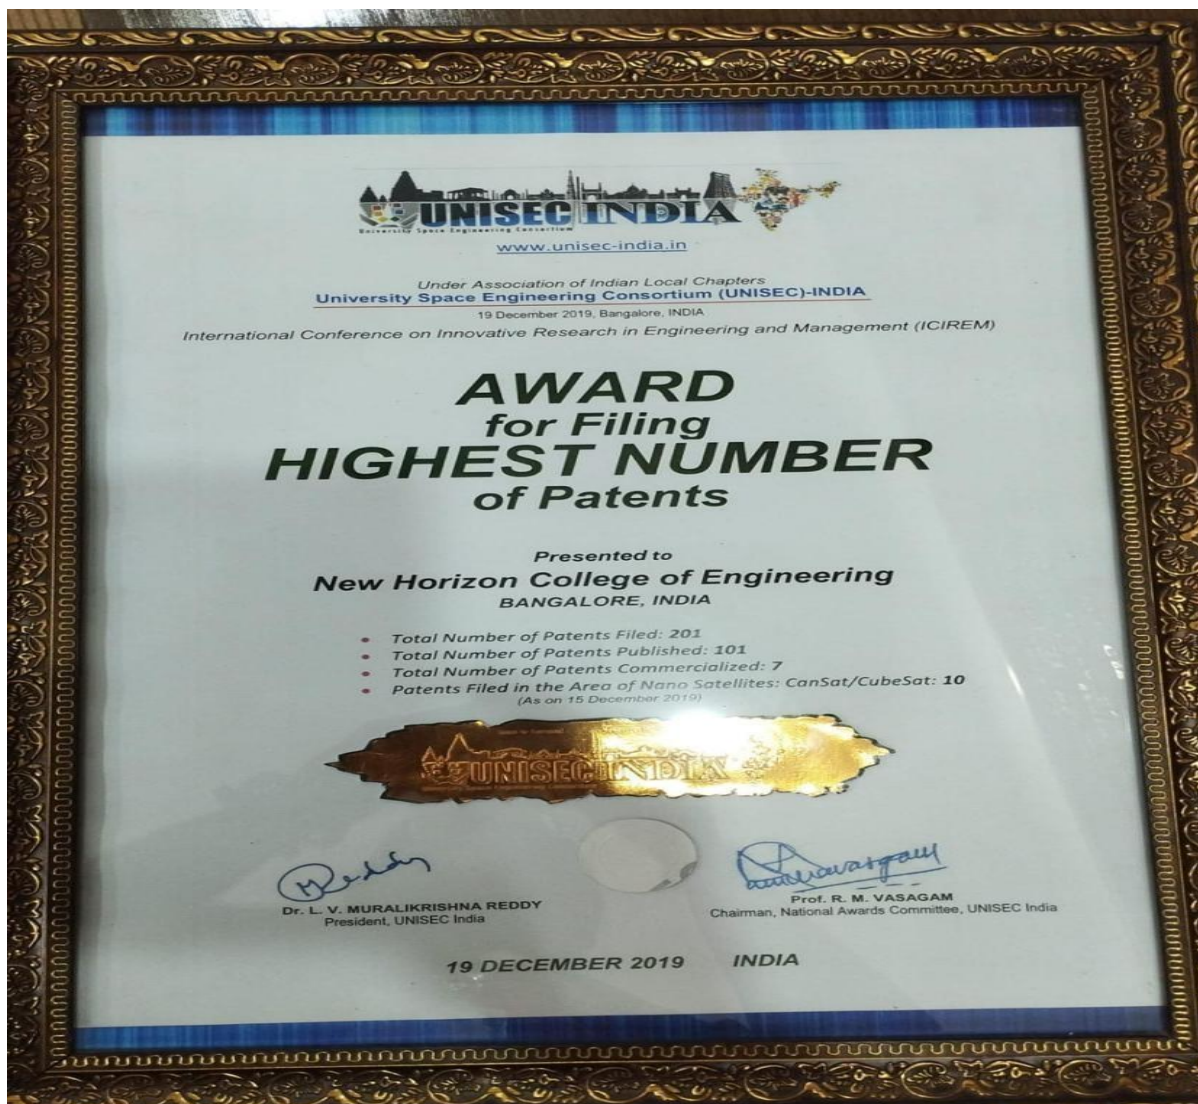 UNISEC INDIA
University Space Engineering Consortium
www.unisec-india.in
Under Association of Indian Local Chapters
University Space Engineering Consortium (UNISEC)-INDIA
19 December 2019, Bangalore, INDIA
International Conference on Innovative Research in Engineering and Management (ICIREM)
AWARD
for Filing
HIGHEST NUMBER
of Patents
Presented to
New Horizon College of Engineering
BANGALORE, INDIA
• Total Number of Patents Filed: 201
• Total Number of Patents Published: 101
• Total Number of Patents Commercialized: 7
• Patents Filed in the Area of Nano Satellites: CanSat/CubeSat: 10
(As on 15 December 2019)
UNISEC INDIA
Reddy
Dr. L. V. MURALIKRISHNA REDDY
President, UNISEC India
Prof. R. M. VASAGAM
Chairman, National Awards Committee, UNISEC India
19 DECEMBER 2019 INDIA